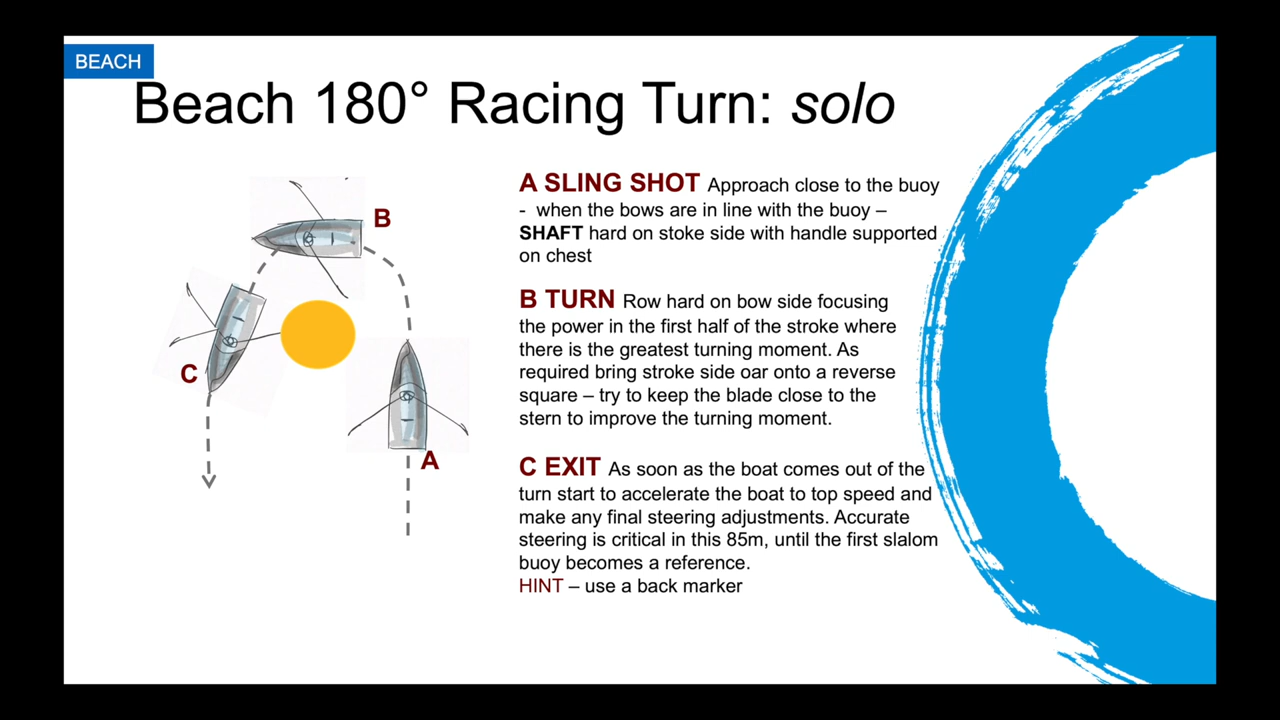 BEACH
Beach 180° Racing Turn: solo
B
C
A
A SLING SHOT Approach close to the buoy
- when the bows are in line with the buoy –
SHAFT hard on stoke side with handle supported
on chest
B TURN Row hard on bow side focusing
the power in the first half of the stroke where
there is the greatest turning moment. As
required bring stroke side oar onto a reverse
square – try to keep the blade close to the
stern to improve the turning moment.
C EXIT As soon as the boat comes out of the
turn start to accelerate the boat to top speed and
make any final steering adjustments. Accurate
steering is critical in this 85m, until the first slalom
buoy becomes a reference.
HINT – use a back marker